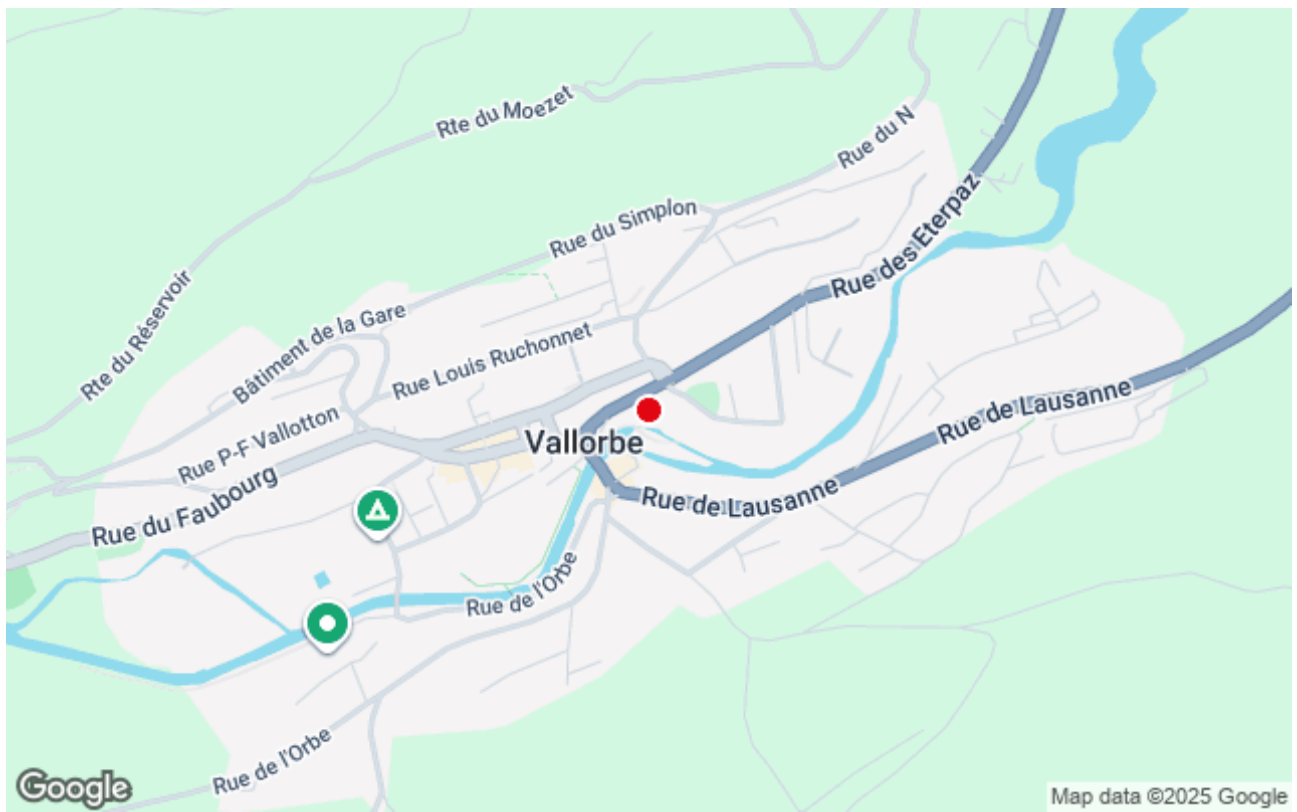 Rte du Moezet
Rue du N
Rue du Simplon
Rue des Eterpaz
Rte du Réservoir
Bâtiment de la Gare
Rue Louis Ruchonnet
Rue P-F Vallotton
Rue de Lausanne
Vallorbe
Rue du Faubourg
Rue de Lausanne
Rue de l'Orbe
Rue de l'Orbe
Google
Map data ©2025 Google